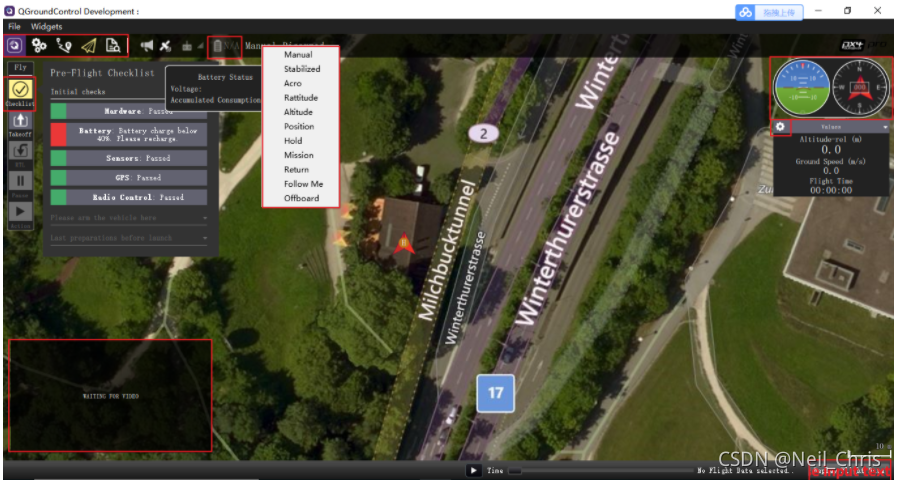 QGroundControl Development :
拖拽上传
File Widgets
N/A Manual Disarmed
px4 pro
Fly
Checklist
Takeoff
RTL
Pause
Action
Pre-Flight Checklist
Initial checks
Hardware: Passed
Battery: Battery charge below
40%. Please recharge.
Sensors: Passed
GPS: Passed
Radio Control: Passed
Please arm the vehicle here
Last preparations before launch
Battery Status
Voltage:
Accumulated Consumption
Manual
Stabilized
Acro
Rattitude
Altitude
Position
Hold
Mission
Return
Follow Me
Offboard
Values
Altitude-rel (m)
0.0
Ground Speed (m/s)
0.0
Flight Time
00:00:00
2
Milchbucktunnel
Winterthurerstrasse
Winterthurerstrasse
17
WAITING FOR VIDEO
Time
No Flight Data selected..
CSDN @Neil_Chris